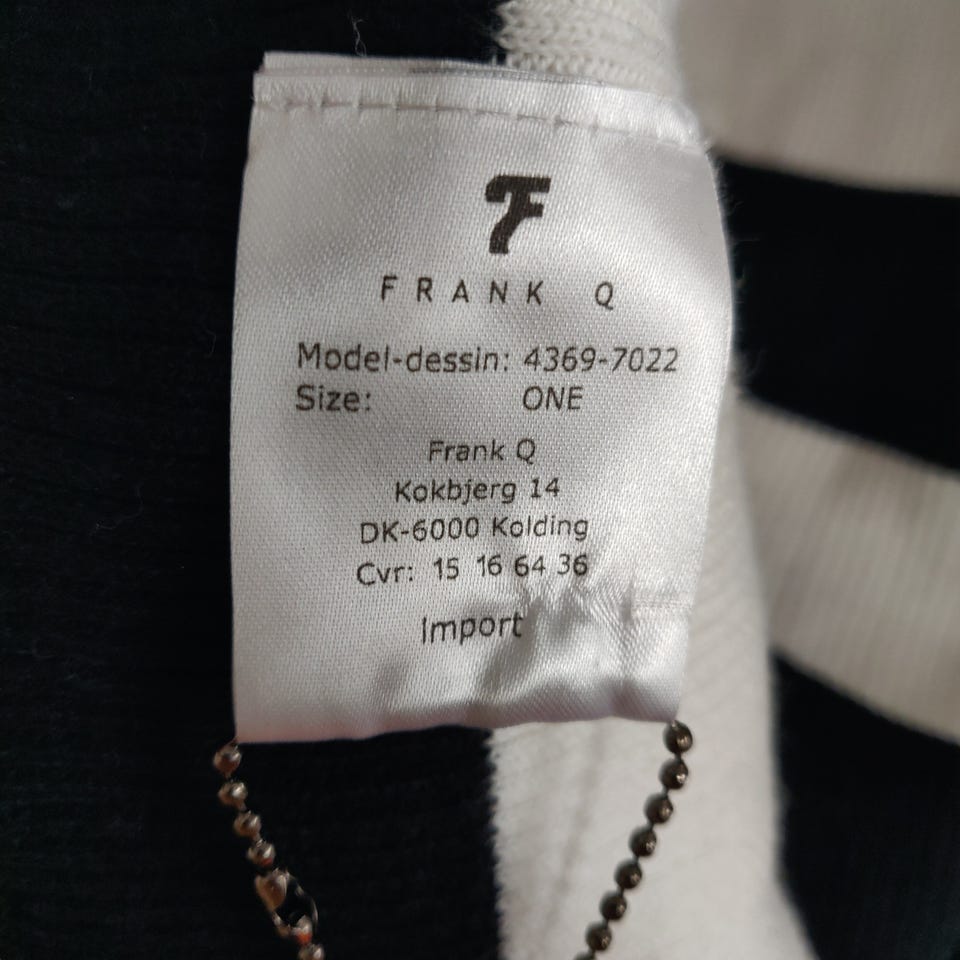 F
FRANK Q
Model-dessin: 4369-7022
Size: ONE
Frank Q
Kokbjerg 14
DK-6000 Kolding
Cvr: 15 16 64 36
Import